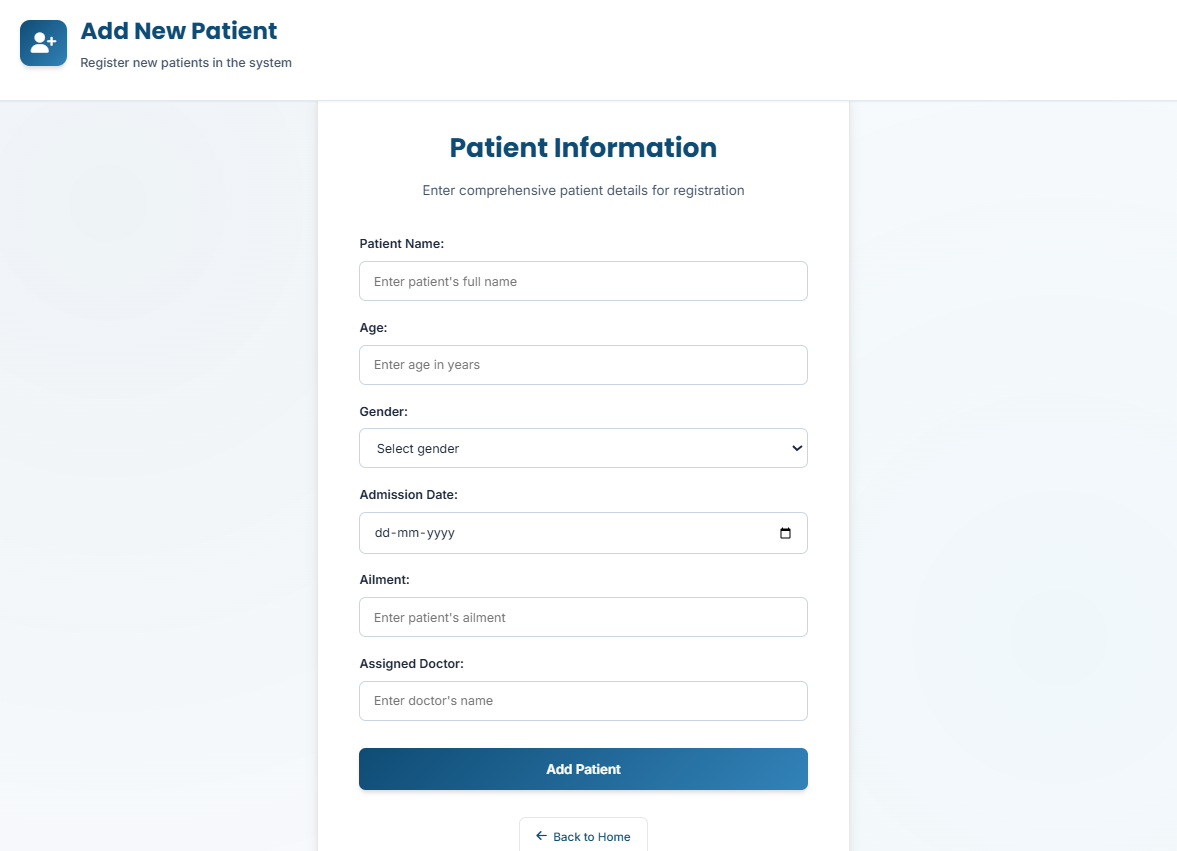 Add New Patient
Register new patients in the system
Patient Information
Enter comprehensive patient details for registration
Patient Name:
Enter patient's full name
Age:
Enter age in years
Gender:
Select gender
Admission Date:
dd-mm-yyyy
Ailment:
Enter patient's ailment
Assigned Doctor:
Enter doctor's name
Add Patient
← Back to Home